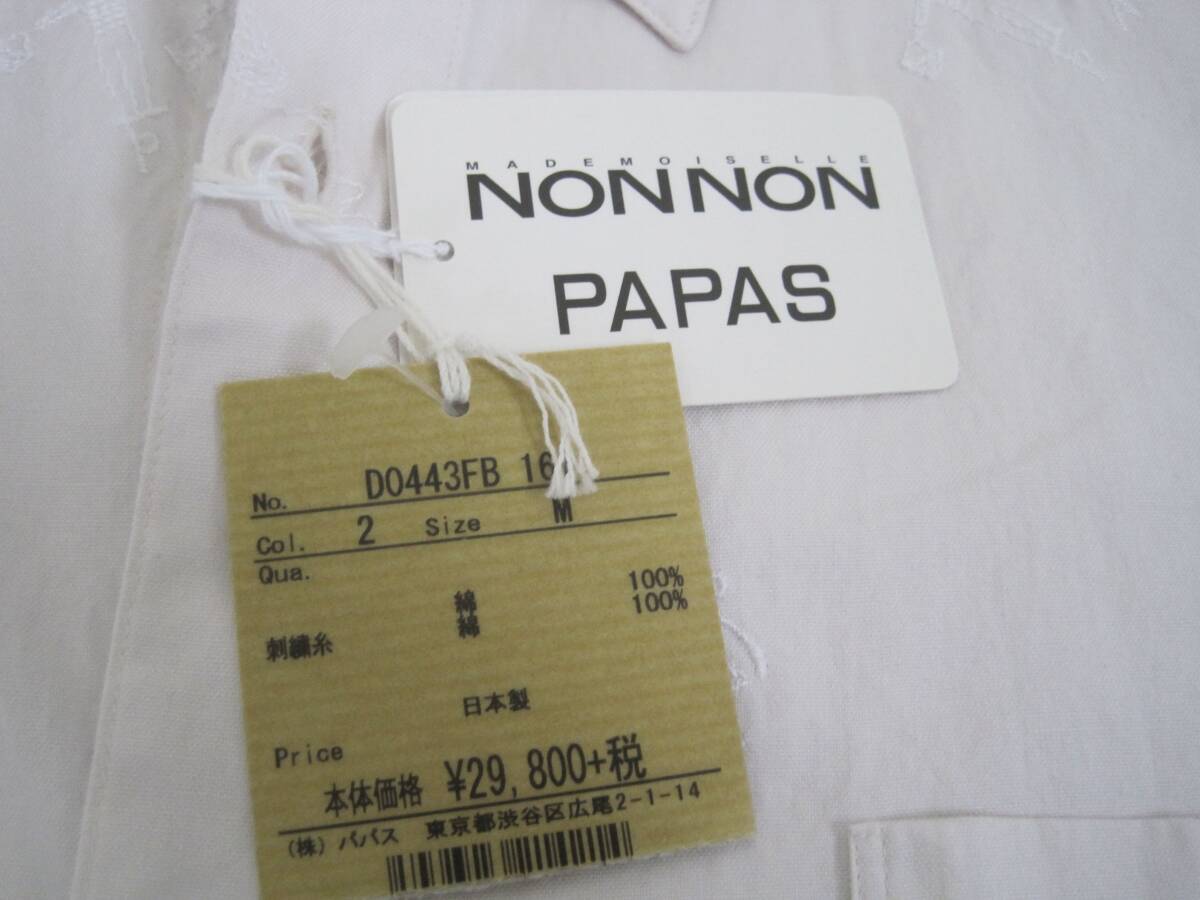 MADEMOISELLE
NON NON
PAPAS
No. D0443FB
Col. 2 Size M
Qua.
綿 100%
刺繍糸 綿 100%
日本製
Price
本体価格 ¥29,800+税
(株) パパス 東京都渋谷区広尾2-1-14